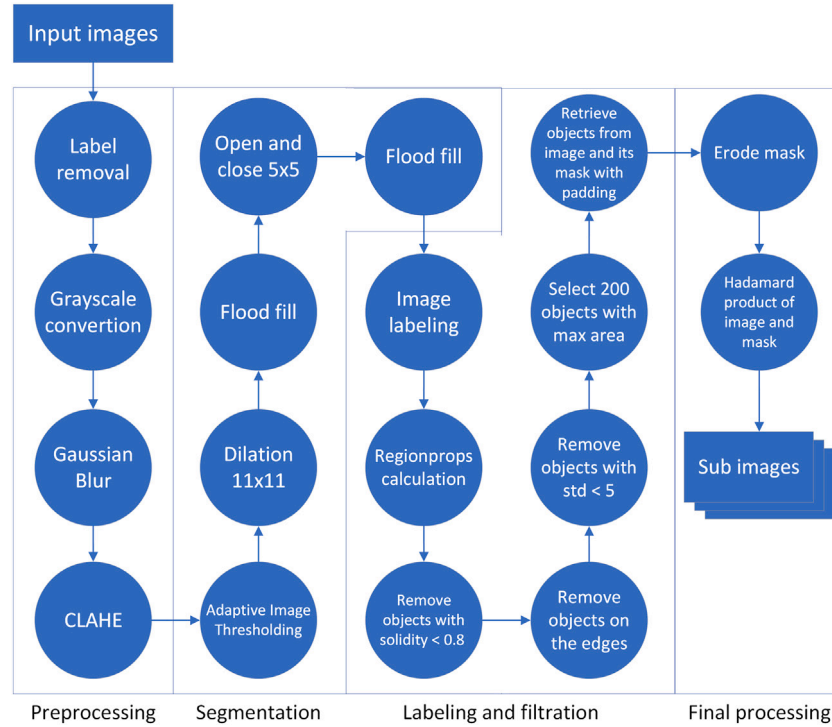 Input images
Label
removal
Grayscale
convertion
Gaussian
Blur
CLAHE
Adaptive Image
Thresholding
Dilation
11x11
Flood fill
Open and
close 5x5
Flood fill
Image
labeling
Regionprops
calculation
Remove
objects with
solidity < 0.8
Remove
objects on
the edges
Remove
objects with
std < 5
Select 200
objects with
max area
Retrieve
objects from
image and its
mask with
padding
Erode mask
Hadamard
product of
image and
mask
Sub images
Preprocessing
Segmentation
Labeling and filtration
Final processing